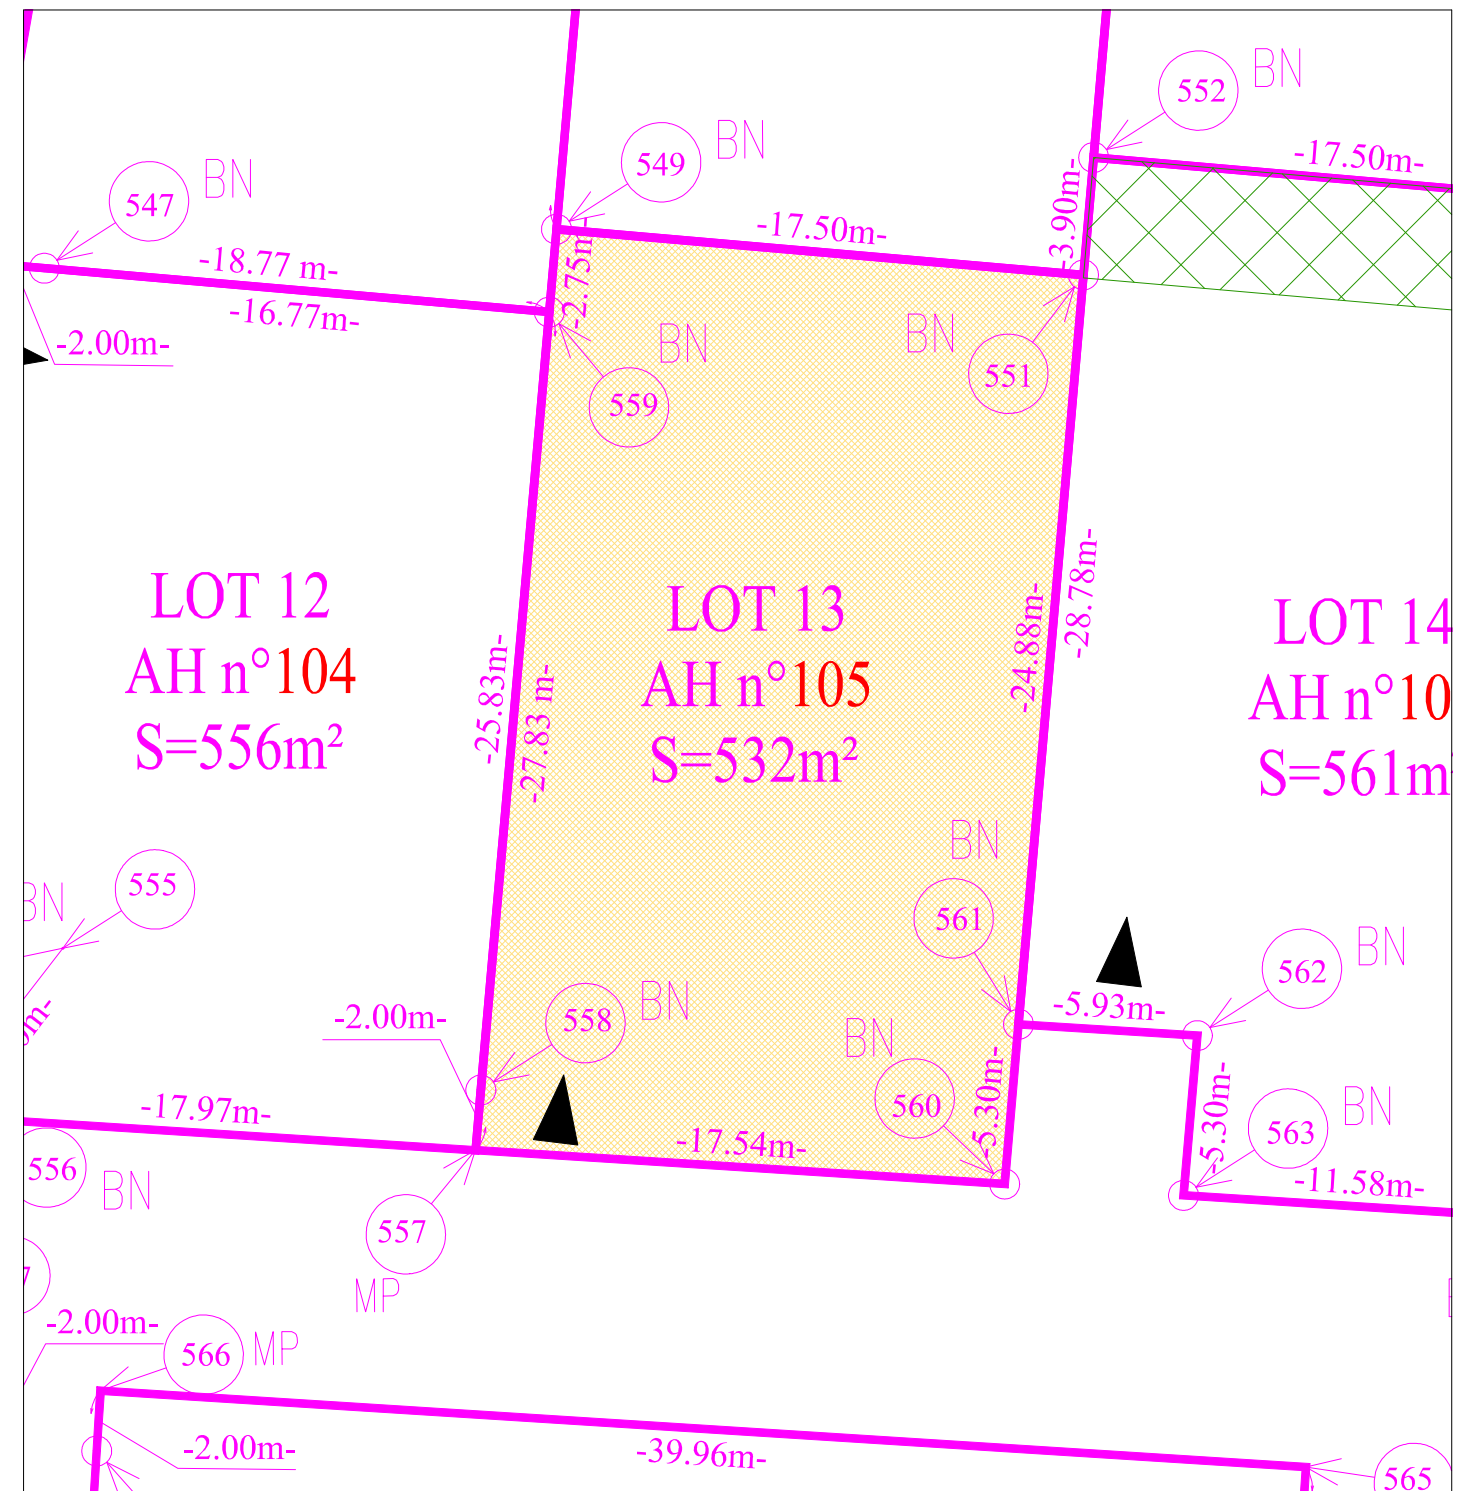 552
BN
549
BN
-17.50m-
547
BN
-3.90m-
-17.50m-
-18.77 m-
-2.75m-
-16.77m-
-2.00m-
BN
BN
551
559
LOT 12
AH n°104
S=556m²
LOT 13
AH n°105
S=532m²
LOT 14
AH n°10
S=561m
-25.83m-
-27.83 m-
-24.88m-
-28.78m-
BN
555
BN
561
BN
562
BN
-2.00m-
558
BN
BN
-5.93m-
560
-5.30m-
-5.30m-
563
BN
-17.97m-
-17.54m-
-11.58m-
556
BN
557
MP
-2.00m-
566
MP
-2.00m-
-39.96m-
565